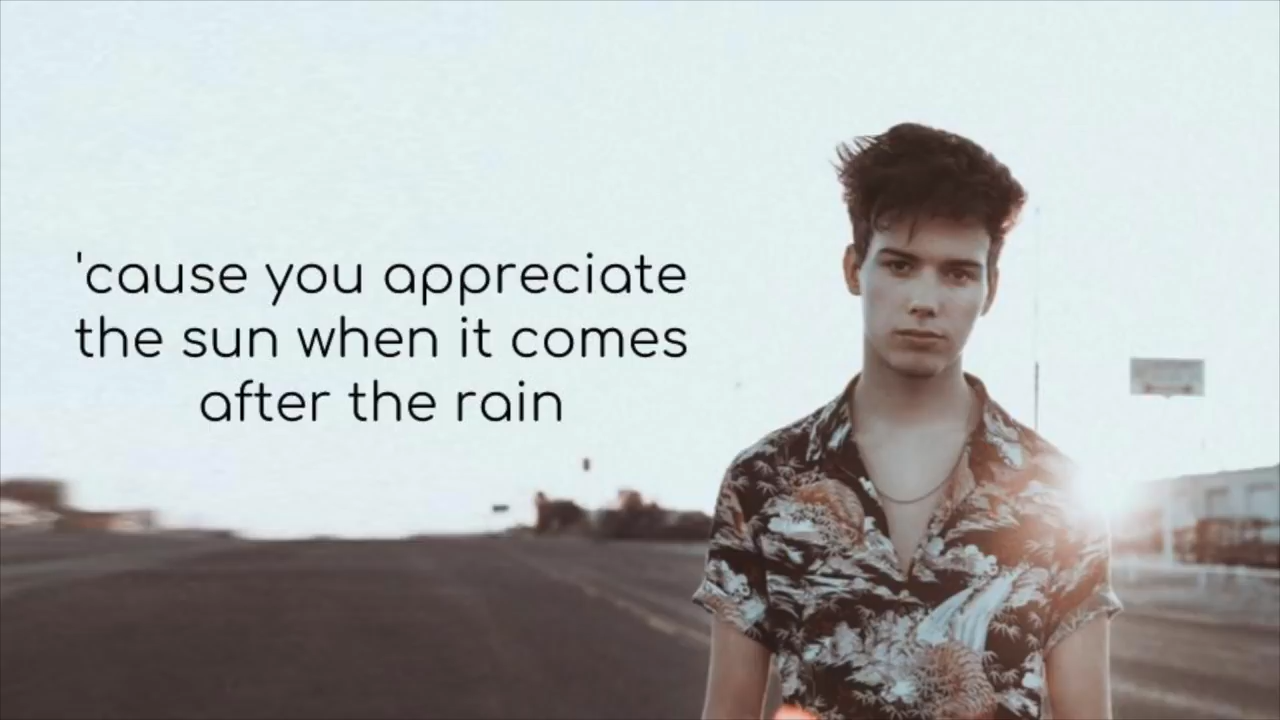 'cause you appreciate
the sun when it comes
after the rain